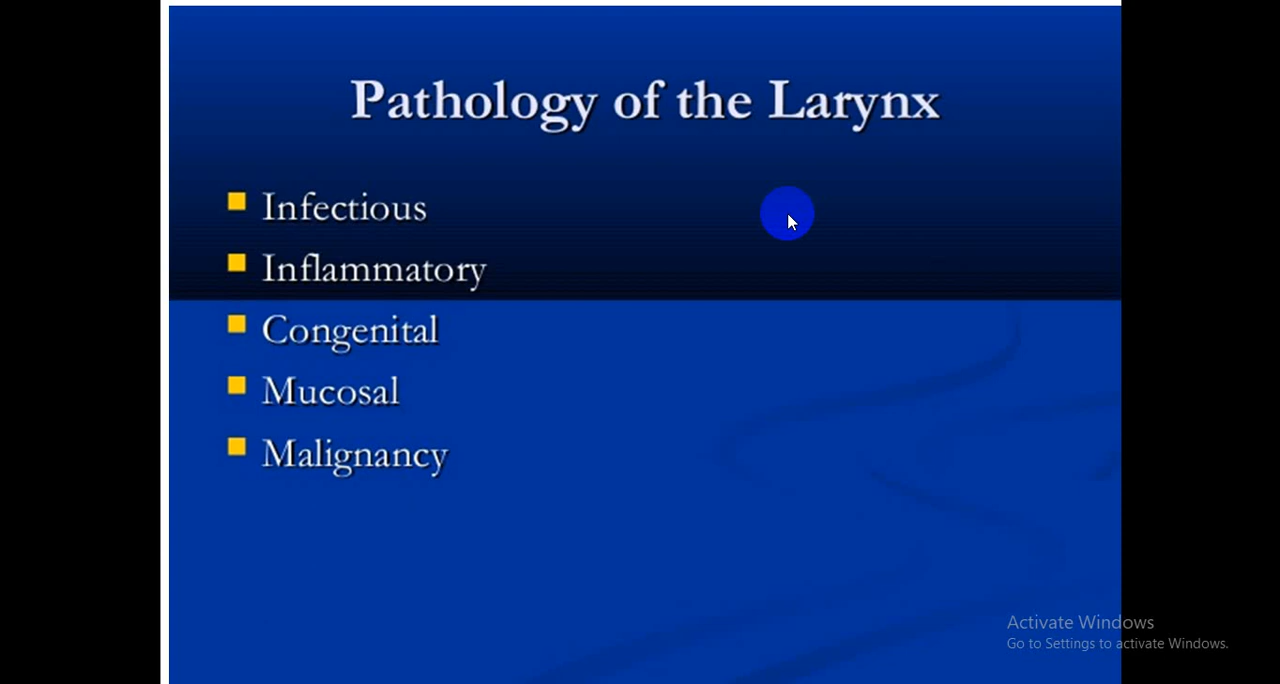 Pathology of the Larynx
Infectious
Inflammatory
Congenital
Mucosal
Malignancy
Activate Windows
Go to Settings to activate Windows.